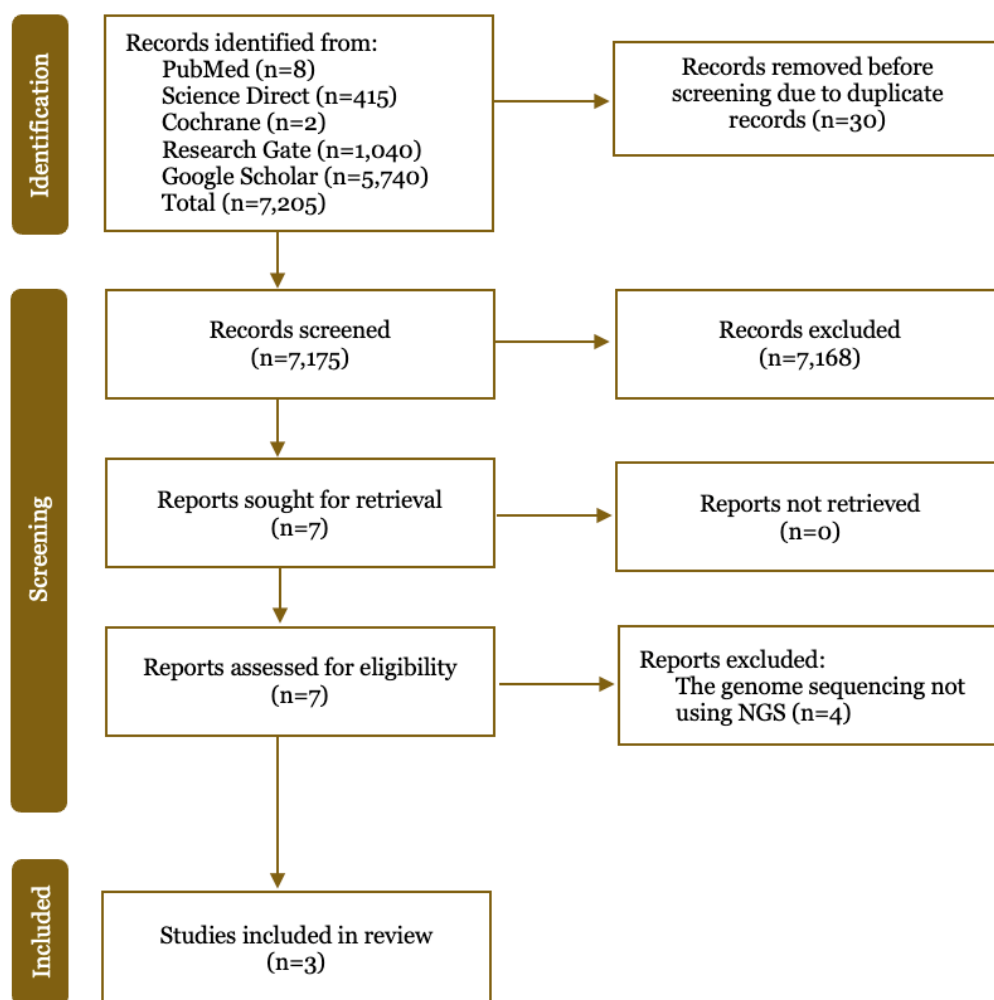 Identification
Records identified from:
PubMed (n=8)
Science Direct (n=415)
Cochrane (n=2)
Research Gate (n=1,040)
Google Scholar (n=5,740)
Total (n=7,205)
Records removed before
screening due to duplicate
records (n=30)
Screening
Records screened
(n=7,175)
Records excluded
(n=7,168)
Reports sought for retrieval
(n=7)
Reports not retrieved
(n=0)
Reports assessed for eligibility
(n=7)
Reports excluded:
The genome sequencing not
using NGS (n=4)
Included
Studies included in review
(n=3)